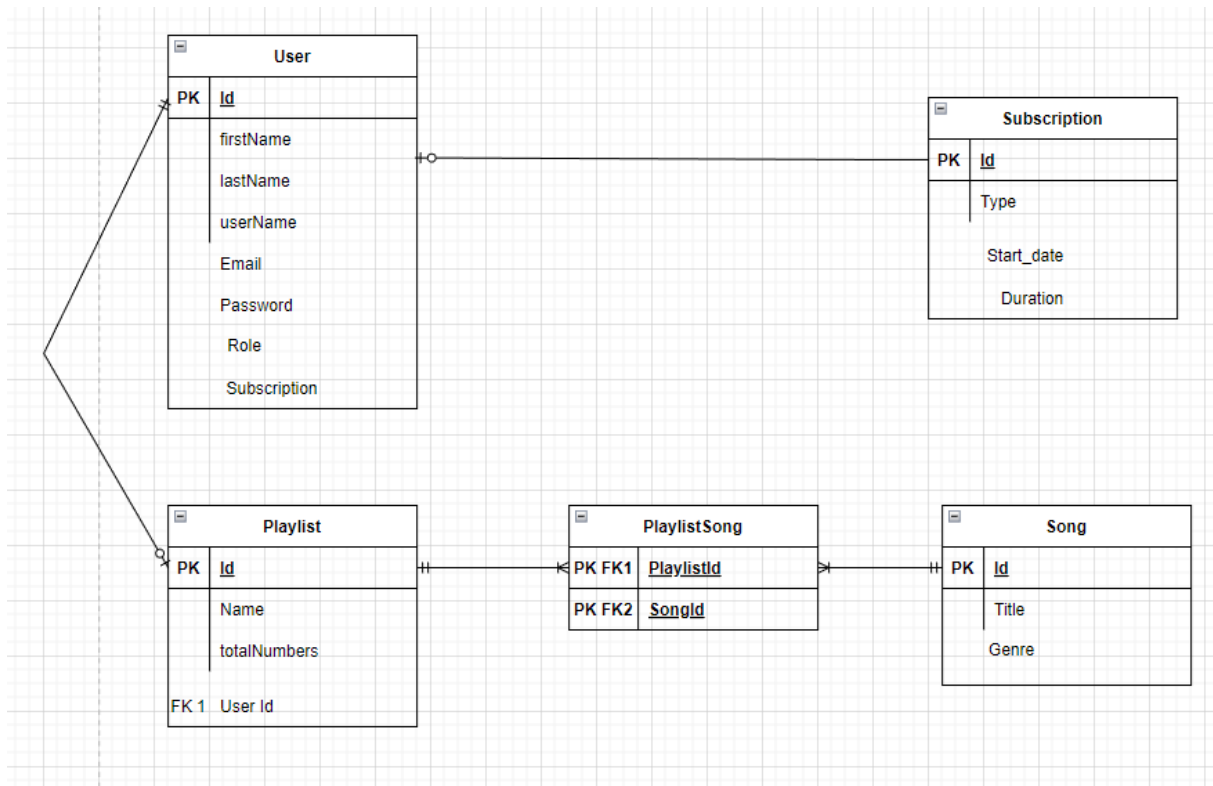 User
PK Id
firstName
lastName
userName
Email
Password
Role
Subscription
Subscription
PK Id
Type
Start_date
Duration
Playlist
PK Id
Name
totalNumbers
FK 1 User Id
PlaylistSong
PK FK1 PlaylistId
PK FK2 SongId
Song
PK Id
Title
Genre